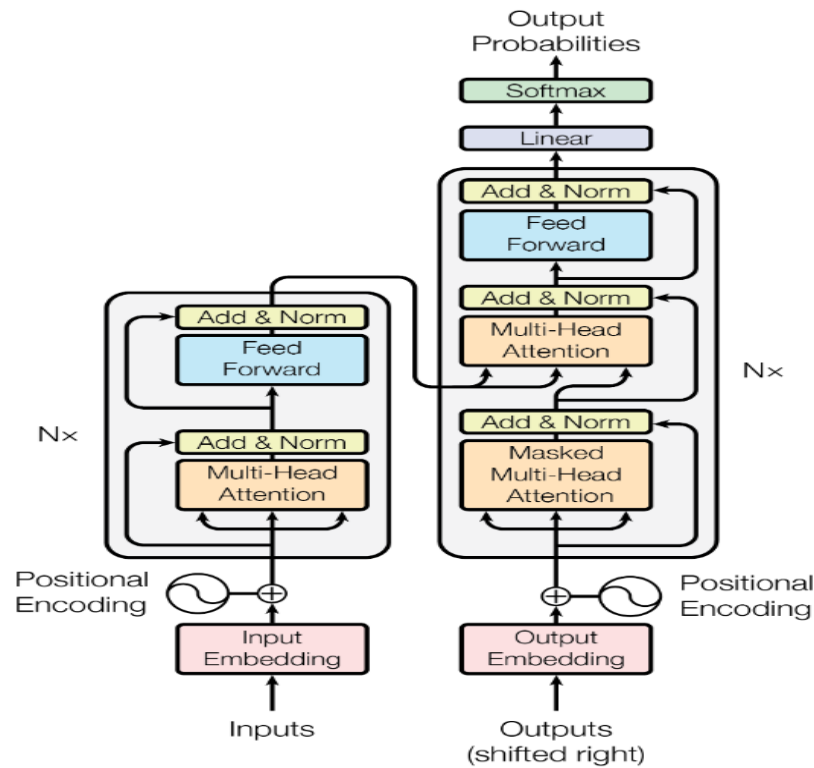 Output
Probabilities
Softmax
Linear
Add & Norm
Feed
Forward
Add & Norm
Multi-Head
Attention
Add & Norm
Masked
Multi-Head
Attention
Nx
Add & Norm
Feed
Forward
Add & Norm
Multi-Head
Attention
Nx
Positional
Encoding
Positional
Encoding
Input
Embedding
Output
Embedding
Inputs
Outputs
(shifted right)